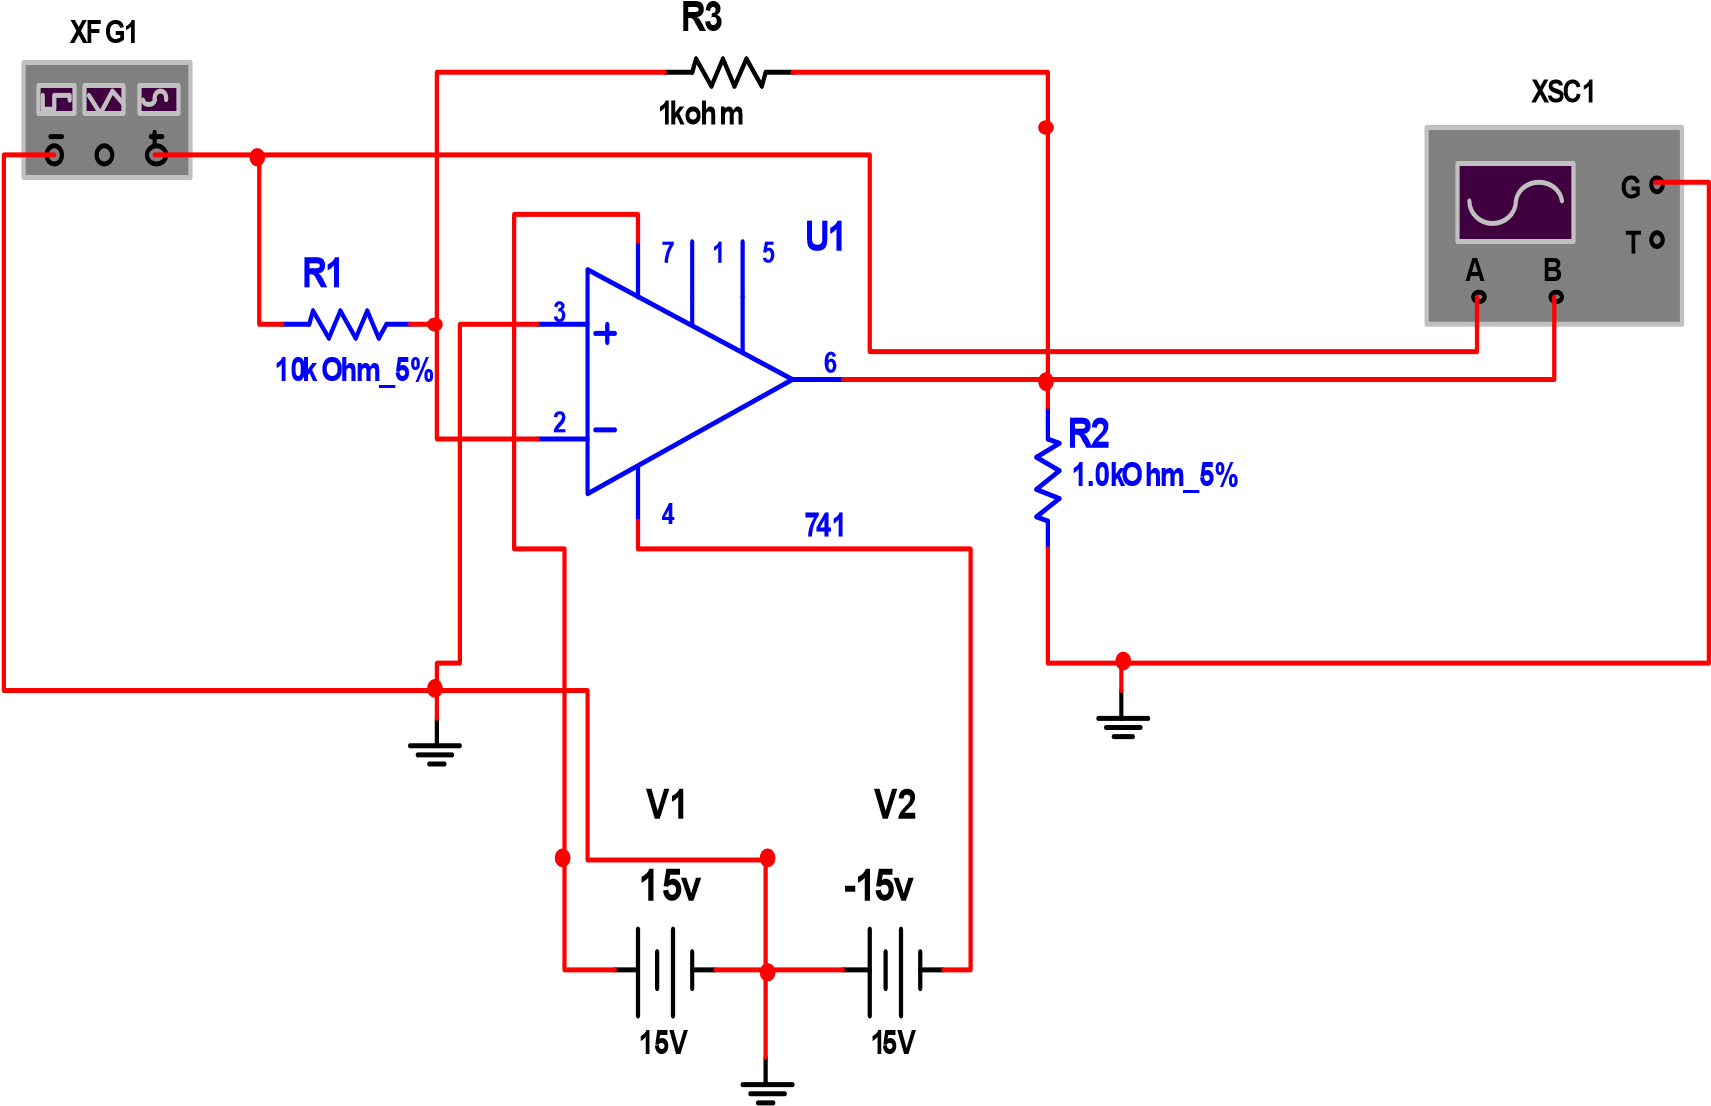 XFG1
R3
1kohm
XSC1
G
T
A
B
U1
7
1
5
R1
10kOhm_5%
3
+
6
2
−
R2
1.0kOhm_5%
4
741
V1
V2
15v
-15v
15V
15V